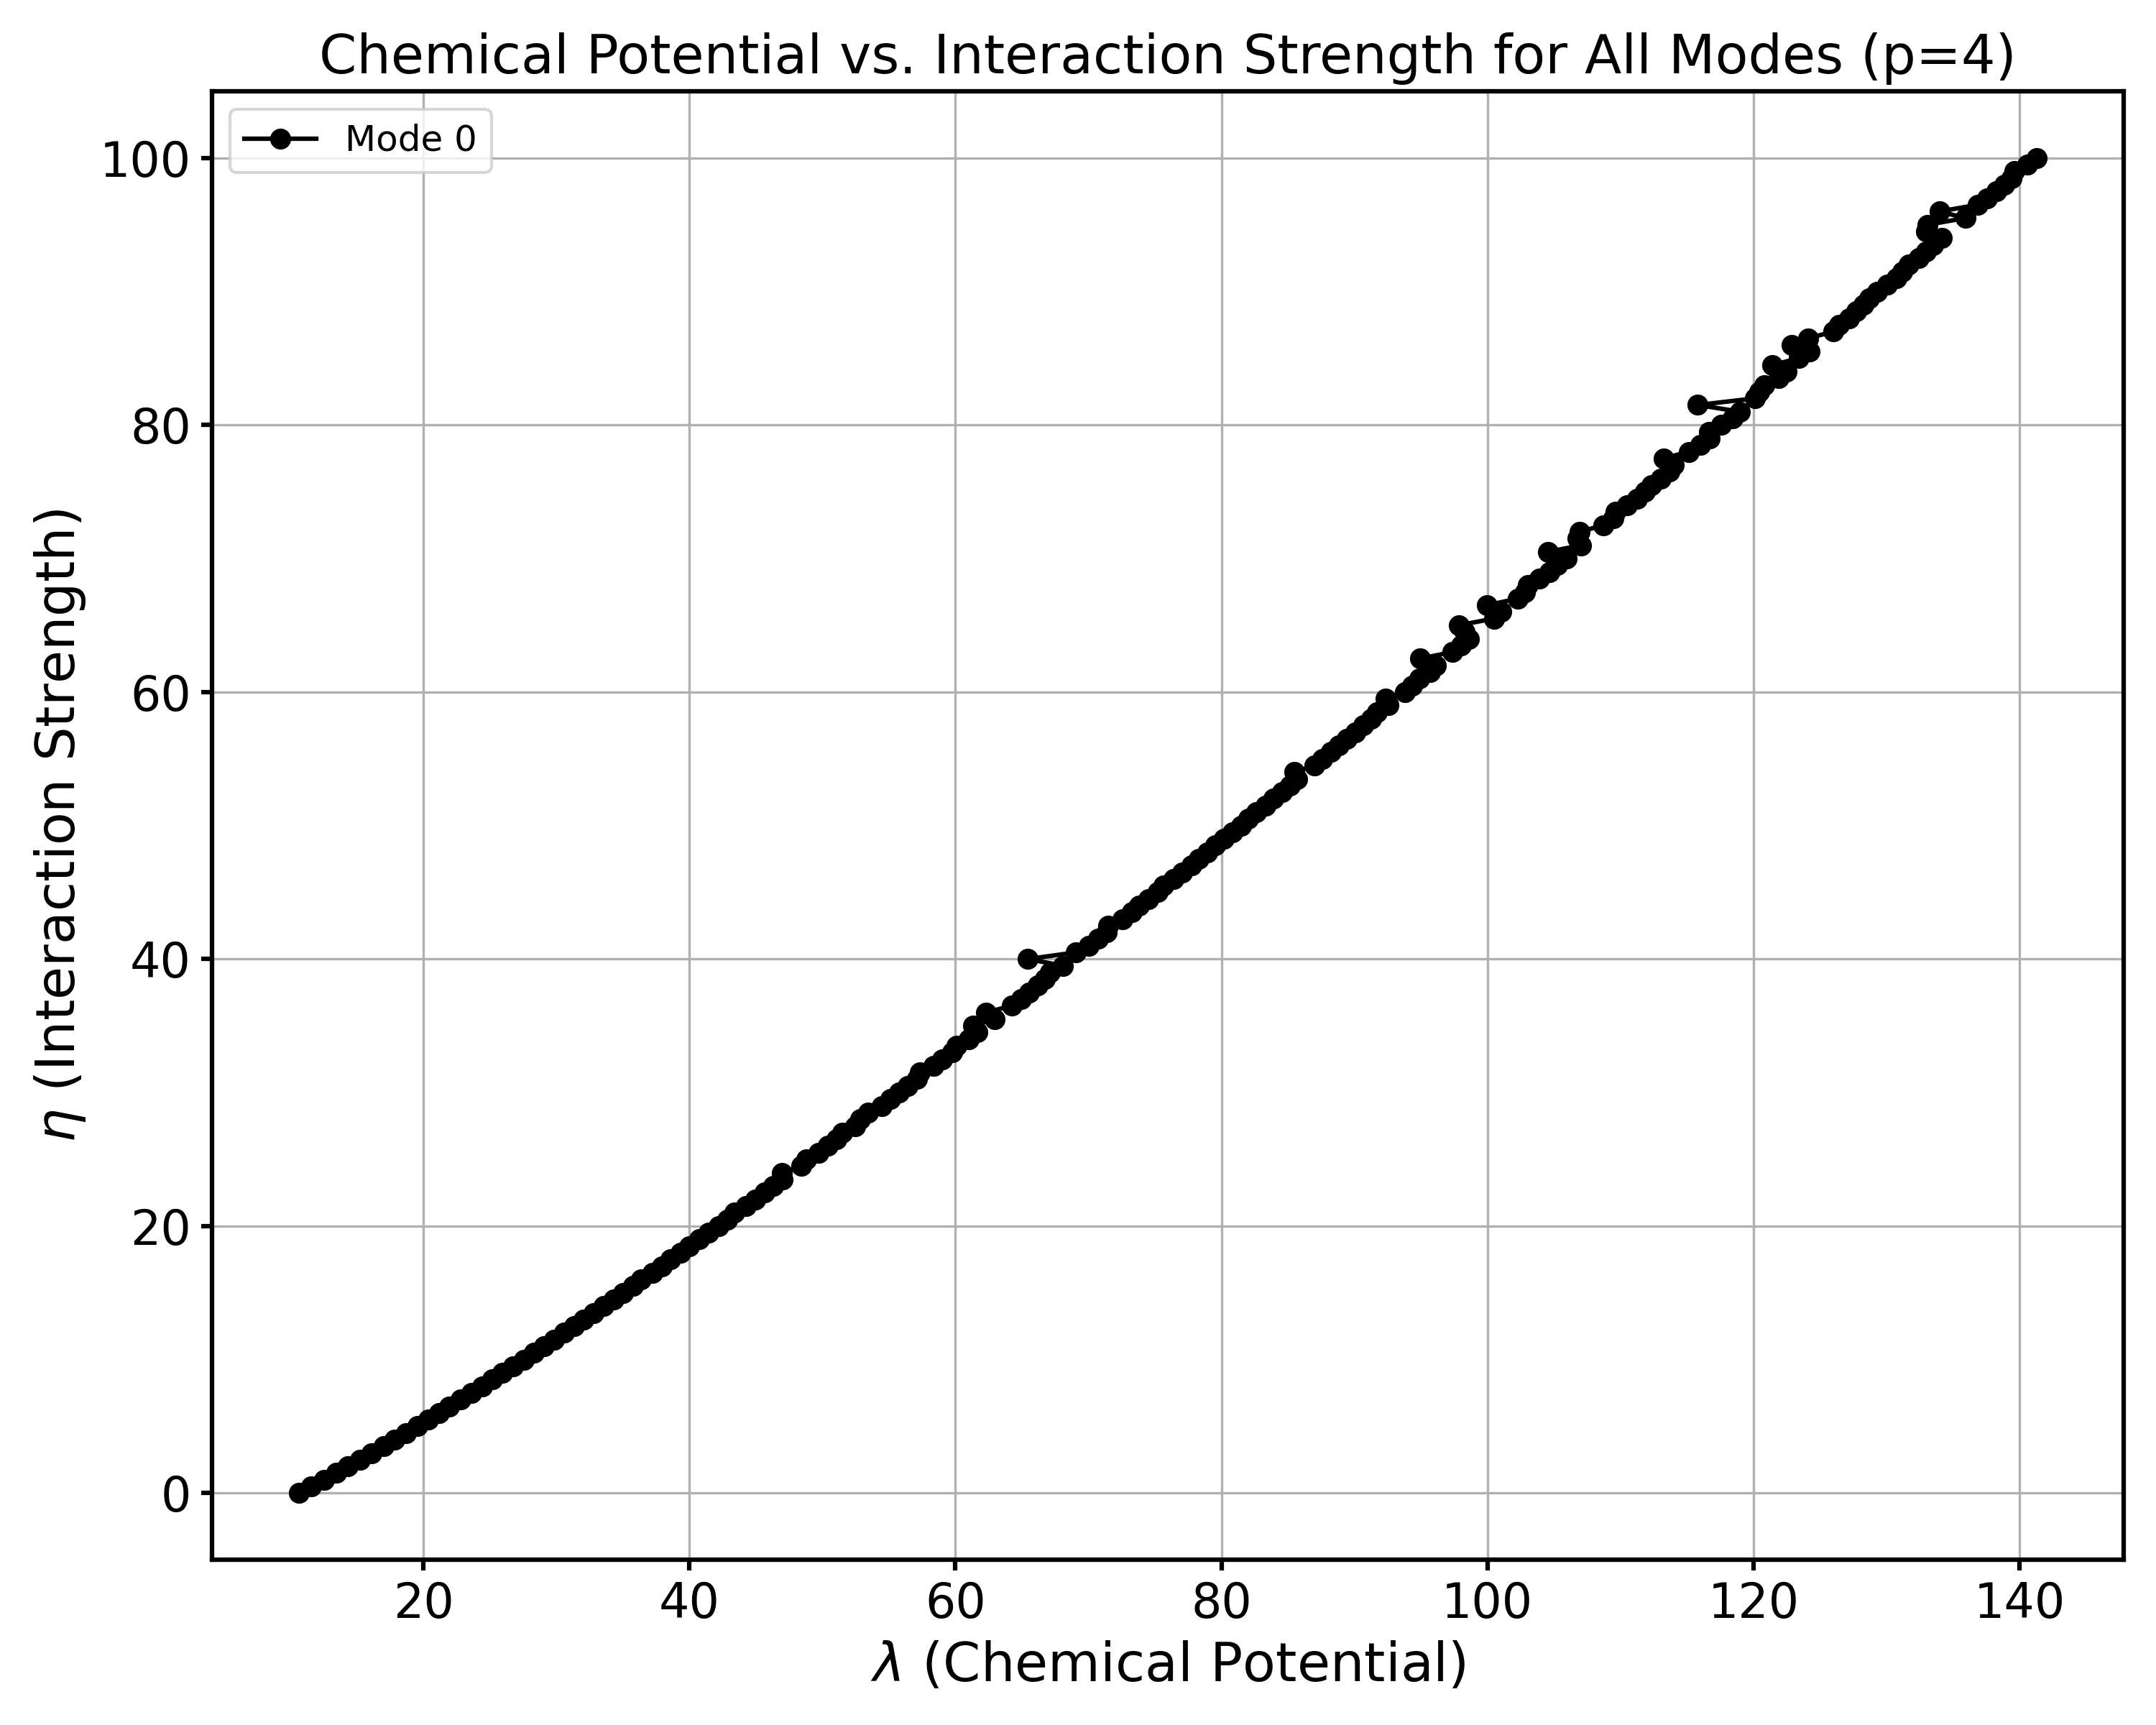 Chemical Potential vs. Interaction Strength for All Modes (p=4)
Mode 0
η (Interaction Strength)
100
80
60
40
20
0
20 40 60 80 100 120 140
λ (Chemical Potential)